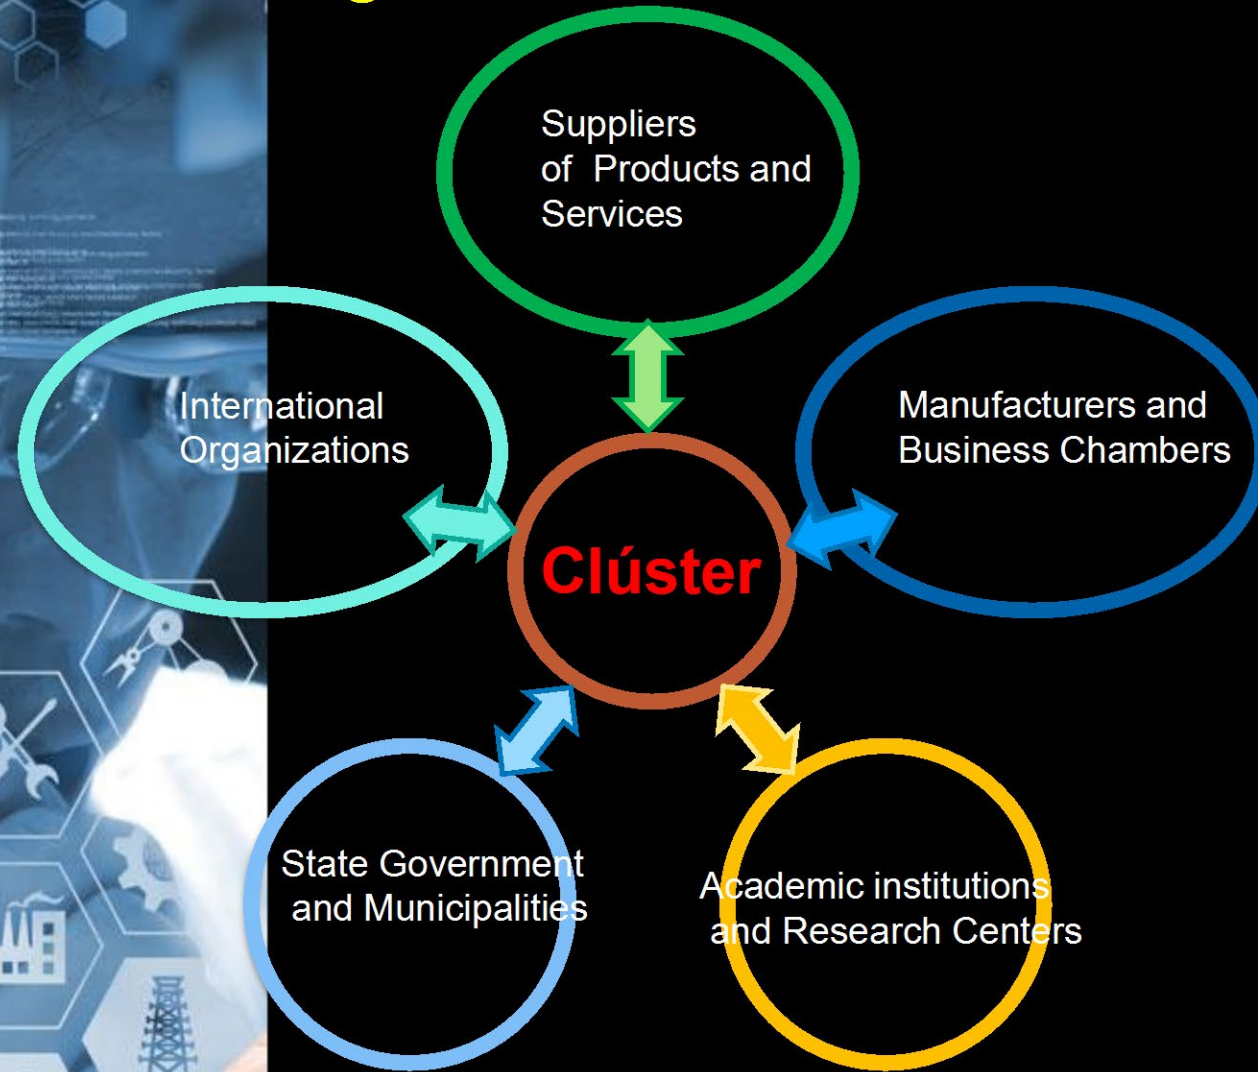 Suppliers
of Products and
Services
International
Organizations
Manufacturers and
Business Chambers
Clúster
State Government
and Municipalities
Academic institutions
and Research Centers